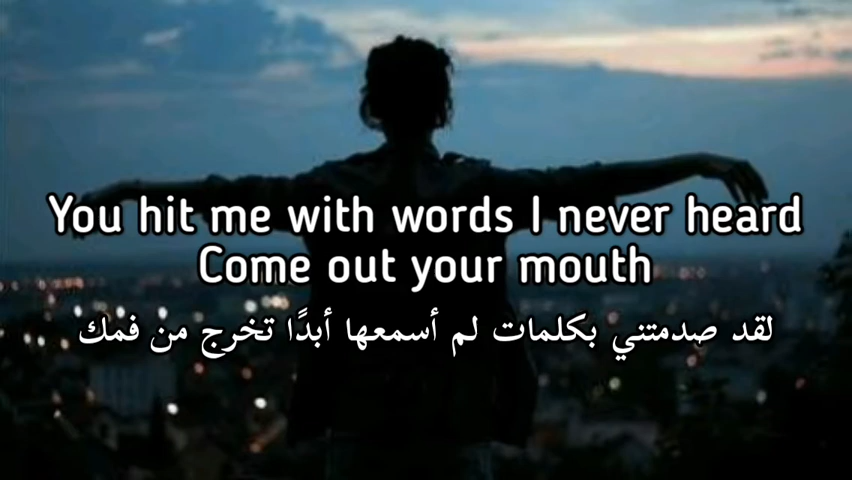 You hit me with words I never heard
Come out your mouth
لقد صدمتني بكلمات لم أسمعها أبدًا تخرج من فمك